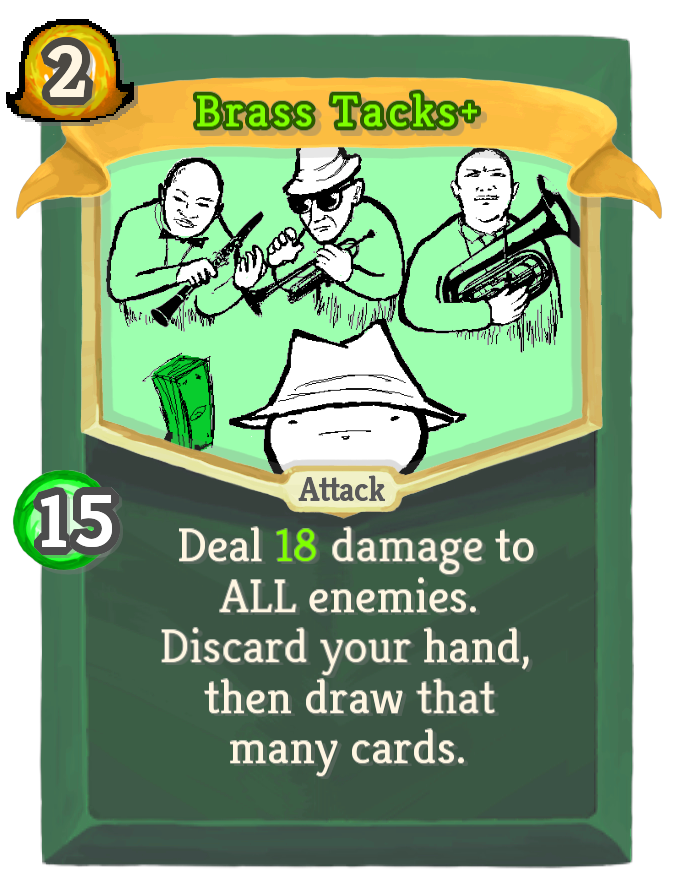 2
Brass Tacks+
Attack
15
Deal 18 damage to
ALL enemies.
Discard your hand,
then draw that
many cards.